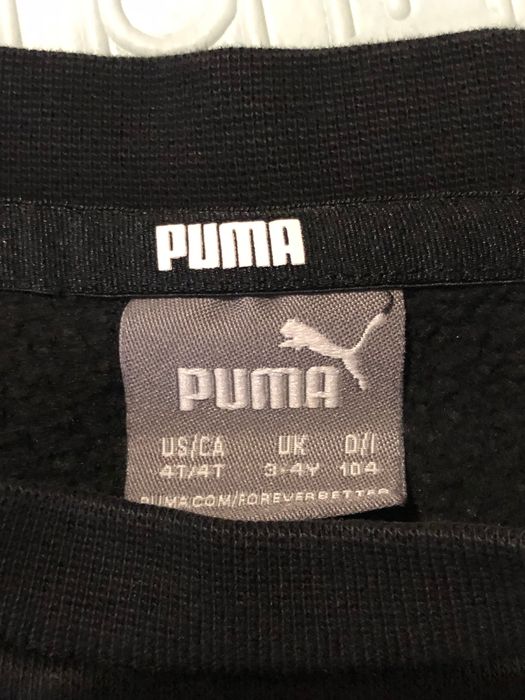 PUMA
PUMA
US/CA UK D/I
4T/4T 3-4Y 104
PUMA.COM/FOREVERBETTER